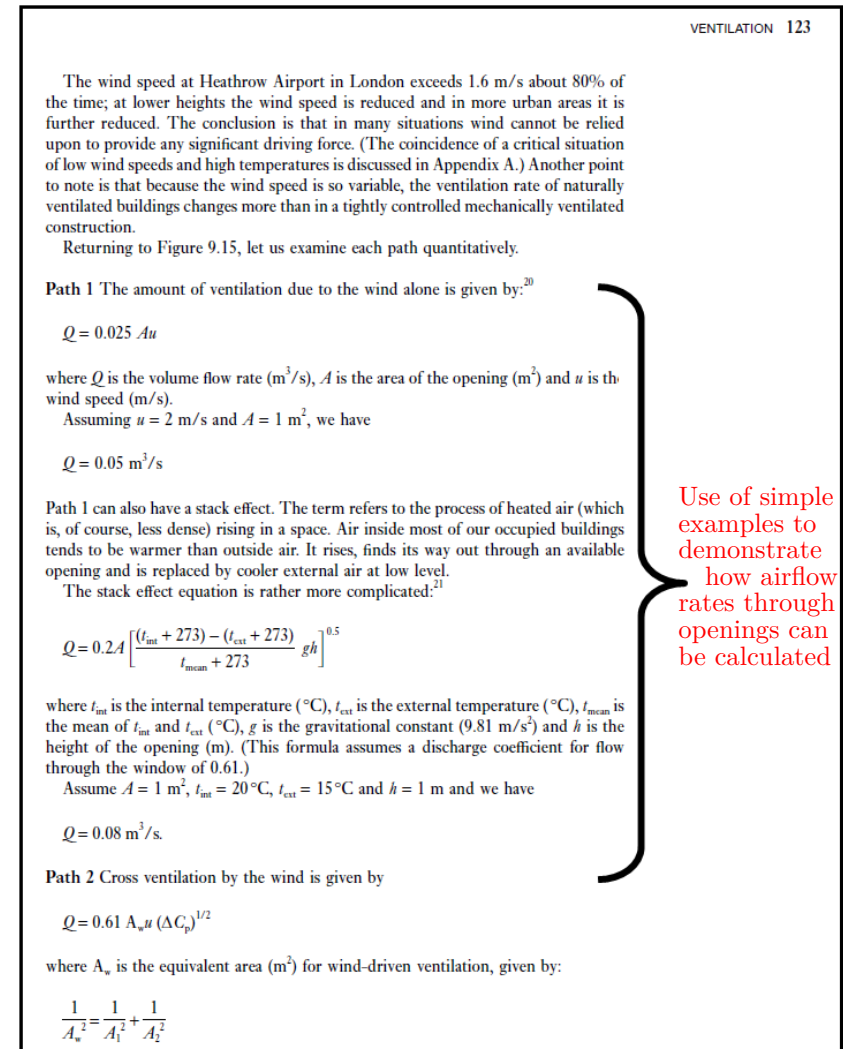 VENTILATION 123
The wind speed at Heathrow Airport in London exceeds 1.6 m/s about 80% of
the time; at lower heights the wind speed is reduced and in more urban areas it is
further reduced. The conclusion is that in many situations wind cannot be relied
upon to provide any significant driving force. (The coincidence of a critical situation
of low wind speeds and high temperatures is discussed in Appendix A.) Another point
to note is that because the wind speed is so variable, the ventilation rate of naturally
ventilated buildings changes more than in a tightly controlled mechanically ventilated
construction.
Returning to Figure 9.15, let us examine each path quantitatively.
Path 1 The amount of ventilation due to the wind alone is given by:²⁰
Q = 0.025 Au
where Q is the volume flow rate (m³/s), A is the area of the opening (m²) and u is th
wind speed (m/s).
Assuming u = 2 m/s and A = 1 m², we have
Q = 0.05 m³/s
Path 1 can also have a stack effect. The term refers to the process of heated air (which
is, of course, less dense) rising in a space. Air inside most of our occupied buildings
tends to be warmer than outside air. It rises, finds its way out through an available
opening and is replaced by cooler external air at low level.
The stack effect equation is rather more complicated:²¹
Q = 0.2A [((t_int + 273) – (t_ext + 273)) / (t_mean + 273) gh]^0.5
where t_int is the internal temperature (°C), t_ext is the external temperature (°C), t_mean is
the mean of t_int and t_ext (°C), g is the gravitational constant (9.81 m/s²) and h is the
height of the opening (m). (This formula assumes a discharge coefficient for flow
through the window of 0.61.)
Assume A = 1 m², t_int = 20°C, t_ext = 15°C and h = 1 m and we have
Q = 0.08 m³/s.
Path 2 Cross ventilation by the wind is given by
Q = 0.61 A_w u (ΔC_p)^1/2
where A_w is the equivalent area (m²) for wind-driven ventilation, given by:
1/A_w² = 1/A₁² + 1/A₂²
Use of simple
examples to
demonstrate
how airflow
rates through
openings can
be calculated